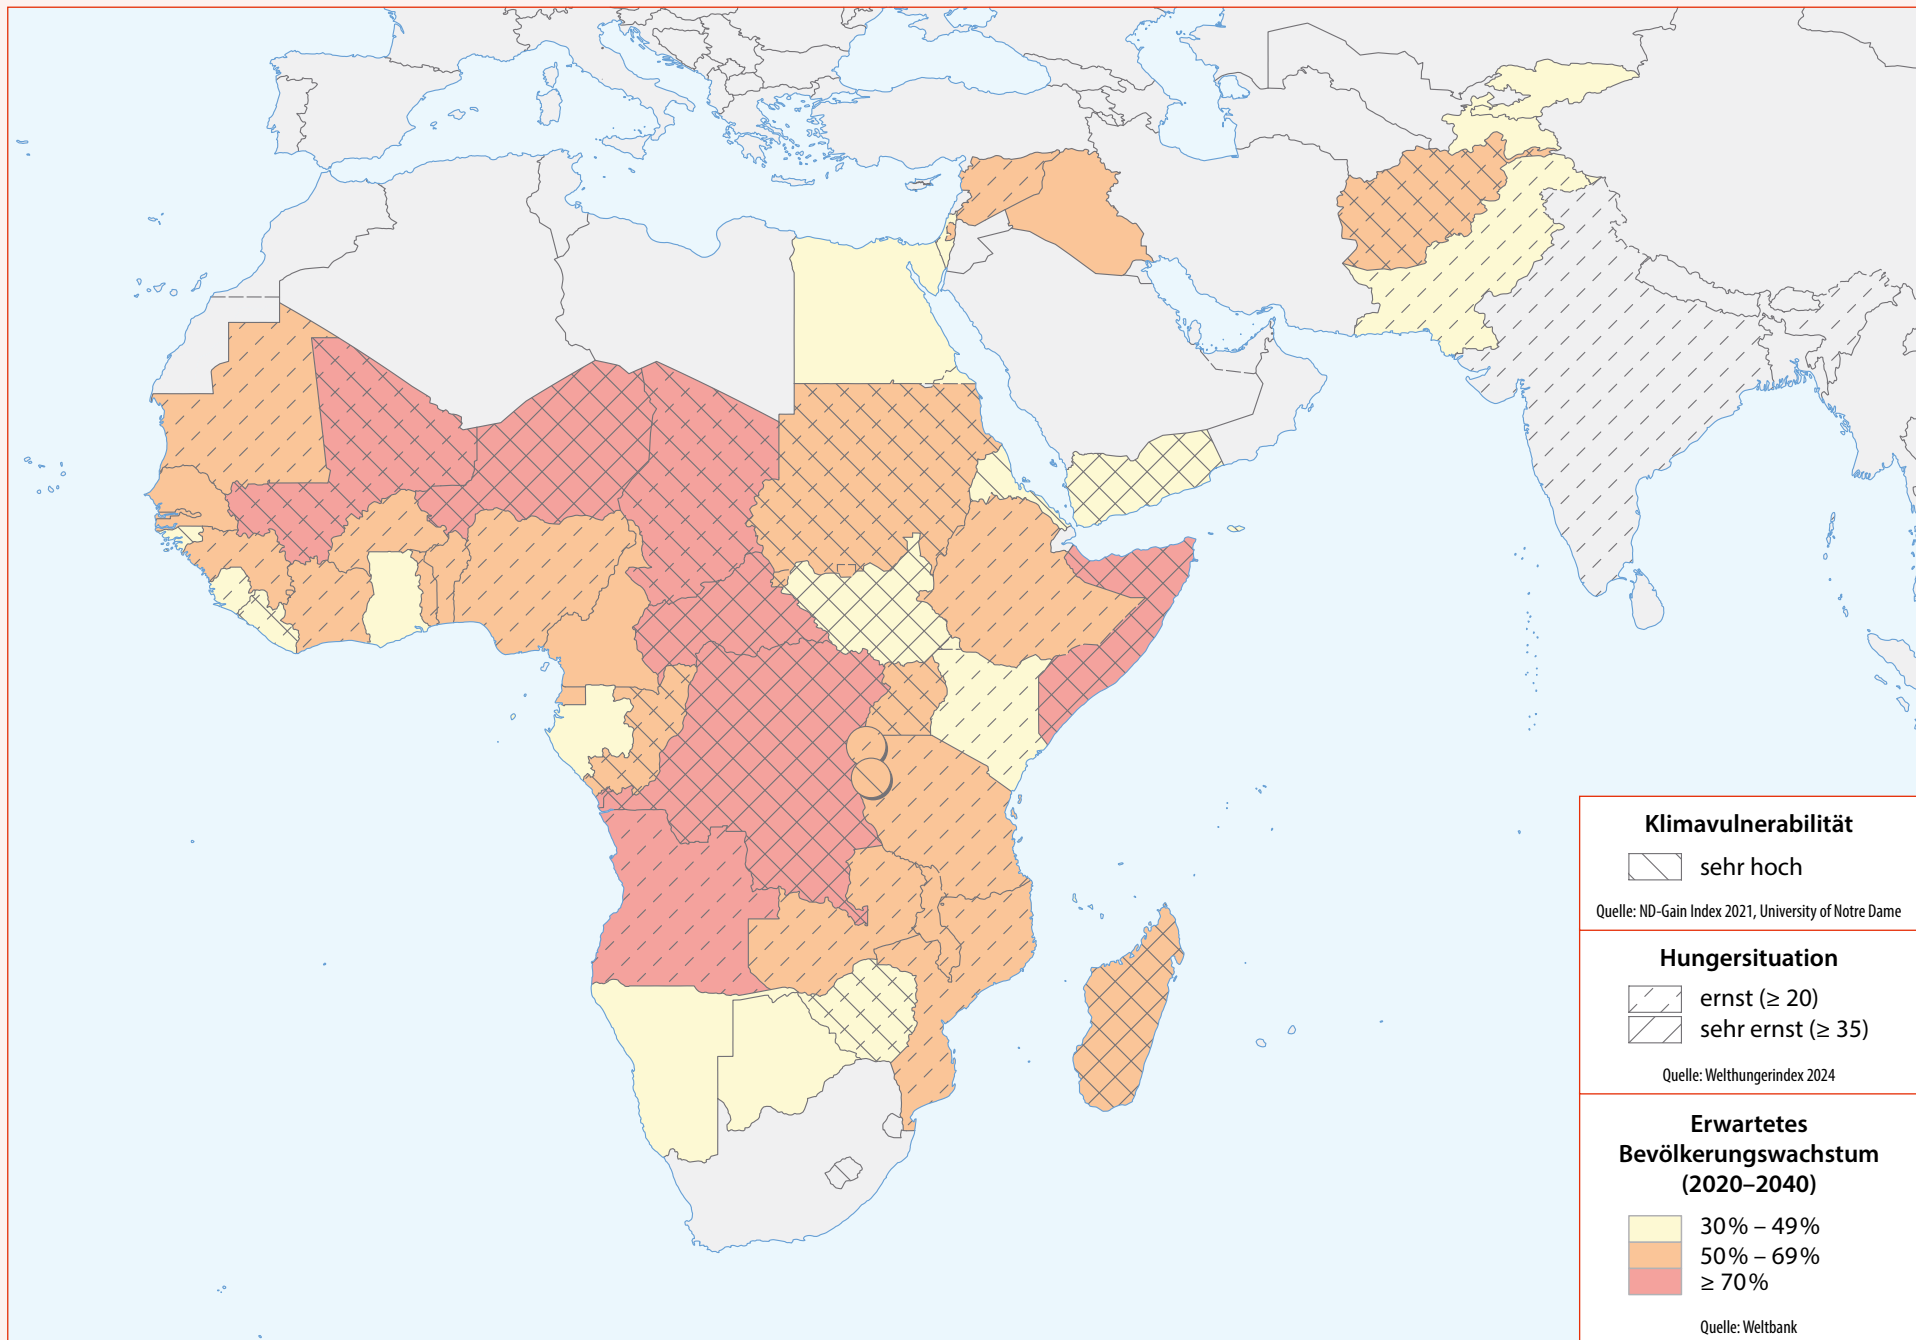 Klimavulnerabilität
sehr hoch
Quelle: ND-Gain Index 2021, University of Notre Dame
Hungersituation
ernst (≥ 20)
sehr ernst (≥ 35)
Quelle: Welthungerindex 2024
Erwartetes
Bevölkerungswachstum
(2020–2040)
30 % – 49 %
50 % – 69 %
≥ 70 %
Quelle: Weltbank